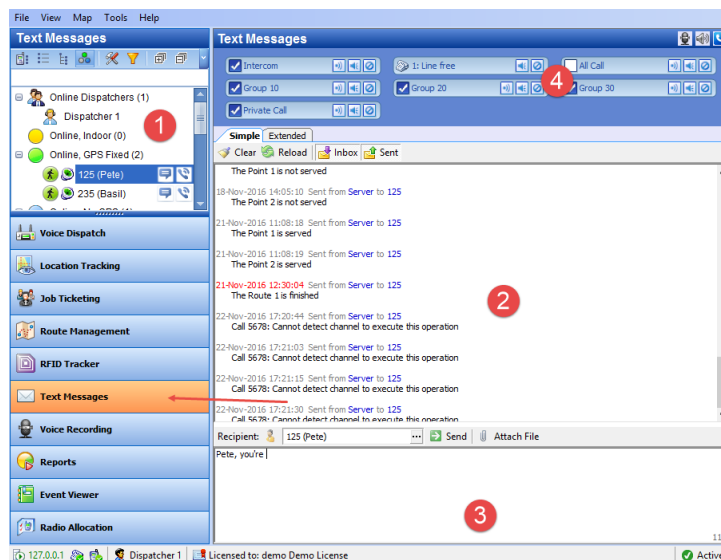 File View Map Tools Help
Text Messages
Online Dispatchers (1)
Dispatcher 1
Online, Indoor (0)
Online, GPS Fixed (2)
125 (Pete)
235 (Basil)
1
Voice Dispatch
Location Tracking
Job Ticketing
Route Management
RFID Tracker
Text Messages
Voice Recording
Reports
Event Viewer
Radio Allocation
Text Messages
Intercom 1: Line free All Call
Group 10 Group 20 Group 30
Private Call
4
Simple Extended
Clear Reload Inbox Sent
The Point 1 is not served
18-Nov-2016 14:05:10 Sent from Server to 125
The Point 2 is not served
21-Nov-2016 11:08:18 Sent from Server to 125
The Point 1 is served
21-Nov-2016 11:08:19 Sent from Server to 125
The Point 2 is served
21-Nov-2016 12:30:04 Sent from Server to 125
The Route 1 is finished
2
22-Nov-2016 17:20:44 Sent from Server to 125
Call 5678: Cannot detect channel to execute this operation
22-Nov-2016 17:21:03 Sent from Server to 125
Call 5678: Cannot detect channel to execute this operation
22-Nov-2016 17:21:15 Sent from Server to 125
Call 5678: Cannot detect channel to execute this operation
22-Nov-2016 17:21:30 Sent from Server to 125
Call 5678: Cannot detect channel to execute this operation
Recipient: 125 (Pete) ... Send Attach File
Pete, you're
3
11
127.0.0.1 Dispatcher 1 Licensed to: demo Demo License Active